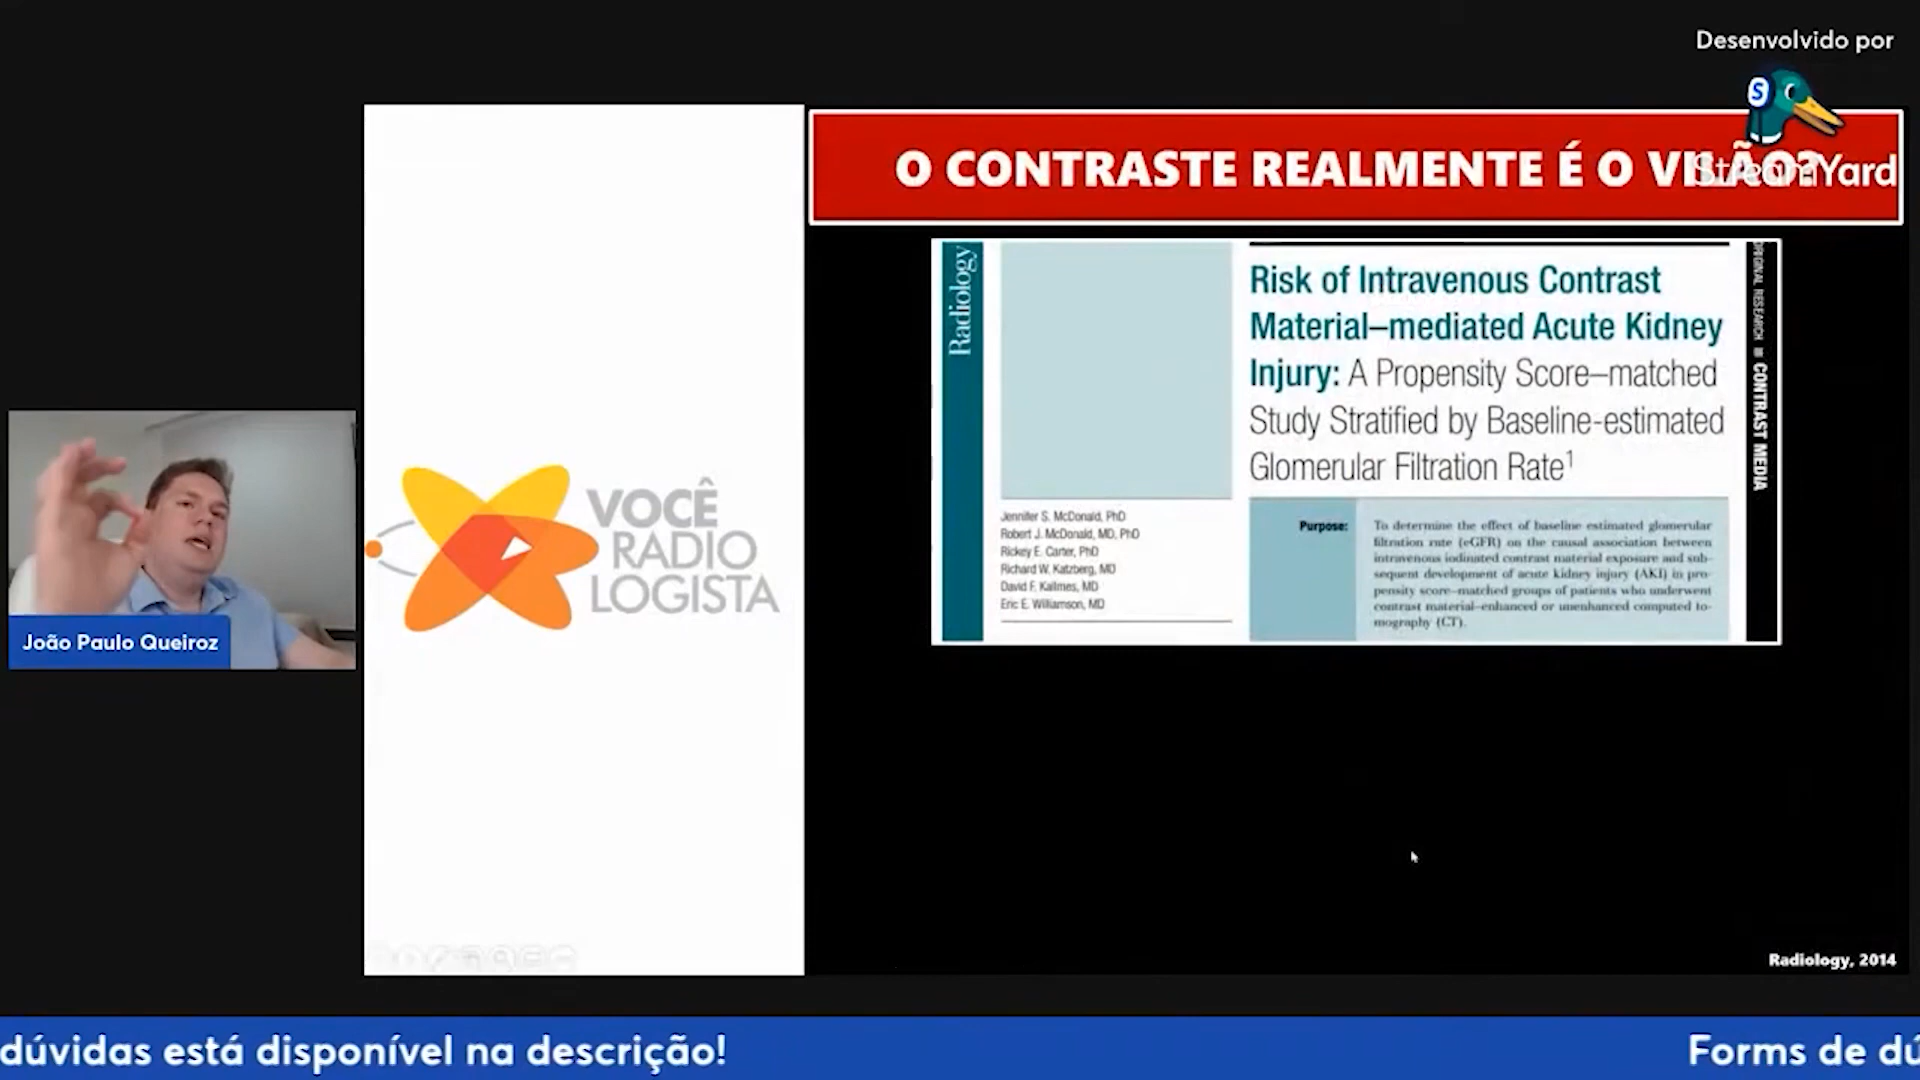 Desenvolvido por
StreamYard
O CONTRASTE REALMENTE É O VILÃO?
Radiology
Risk of Intravenous Contrast
Material–mediated Acute Kidney
Injury: A Propensity Score–matched
Study Stratified by Baseline-estimated
Glomerular Filtration Rate¹
ORIGINAL RESEARCH ■ CONTRAST MEDIA
Jennifer S. McDonald, PhD
Robert J. McDonald, MD, PhD
Rickey E. Carter, PhD
Richard W. Katzberg, MD
David F. Kallmes, MD
Eric E. Williamson, MD
Purpose:
To determine the effect of baseline estimated glomerular
filtration rate (eGFR) on the causal association between
intravenous iodinated contrast material exposure and sub-
sequent development of acute kidney injury (AKI) in pro-
pensity score–matched groups of patients who underwent
contrast material–enhanced or unenhanced computed to-
mography (CT).
VOCÊ
RADIO
LOGISTA
João Paulo Queiroz
Radiology, 2014
dúvidas está disponível na descrição!
Forms de dú